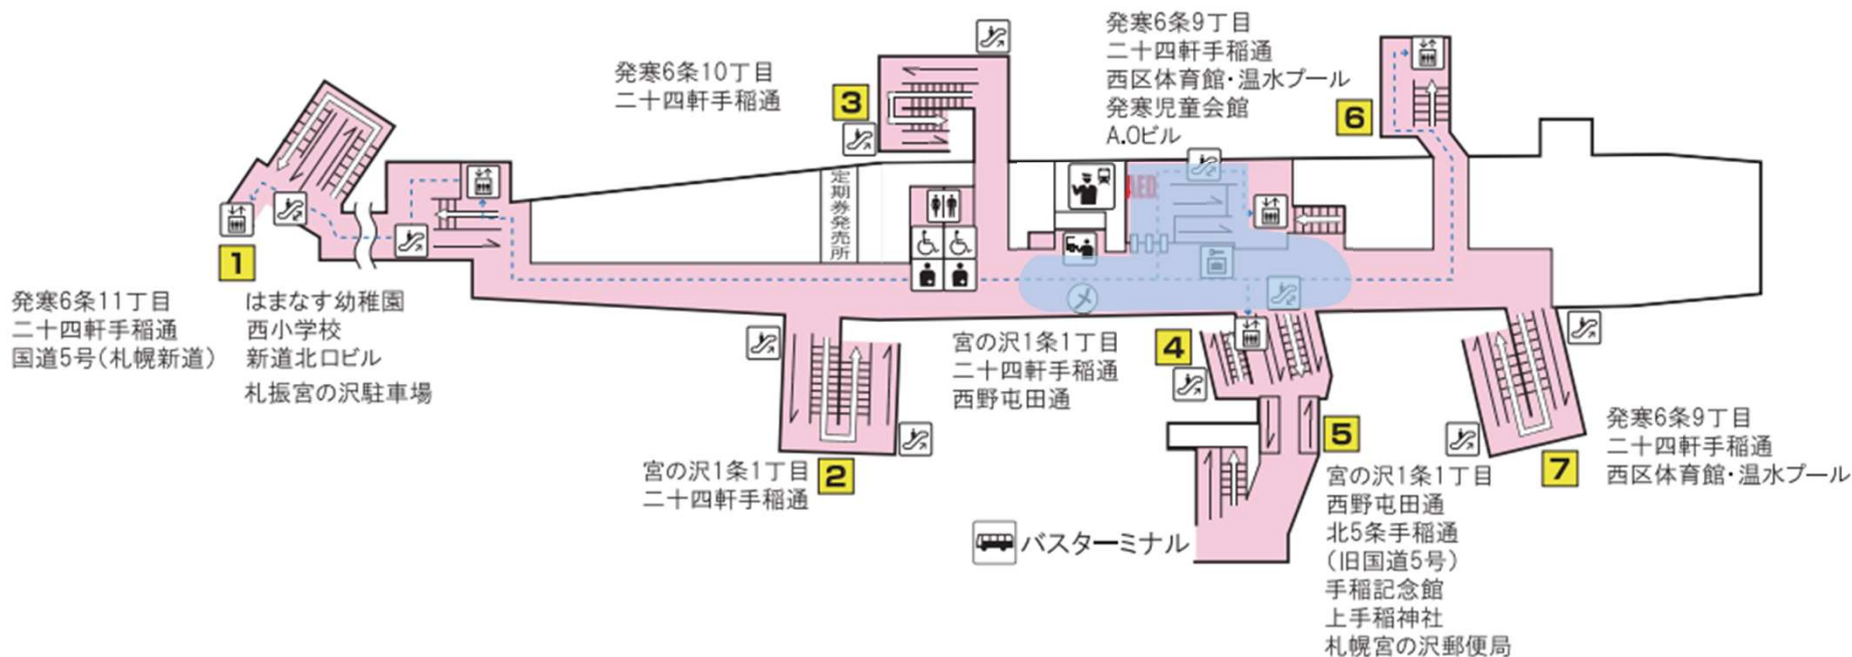 発寒6条11丁目
二十四軒手稲通
国道5号(札幌新道)
1
はまなす幼稚園
西小学校
新道北口ビル
札振宮の沢駐車場
発寒6条10丁目
二十四軒手稲通
3
定期券発売所
宮の沢1条1丁目
二十四軒手稲通
2
発寒6条9丁目
二十四軒手稲通
西区体育館・温水プール
発寒児童会館
A.Oビル
6
AED
宮の沢1条1丁目
二十四軒手稲通
西野屯田通
4
バスターミナル
5
宮の沢1条1丁目
西野屯田通
北5条手稲通
(旧国道5号)
手稲記念館
上手稲神社
札幌宮の沢郵便局
7
発寒6条9丁目
二十四軒手稲通
西区体育館・温水プール